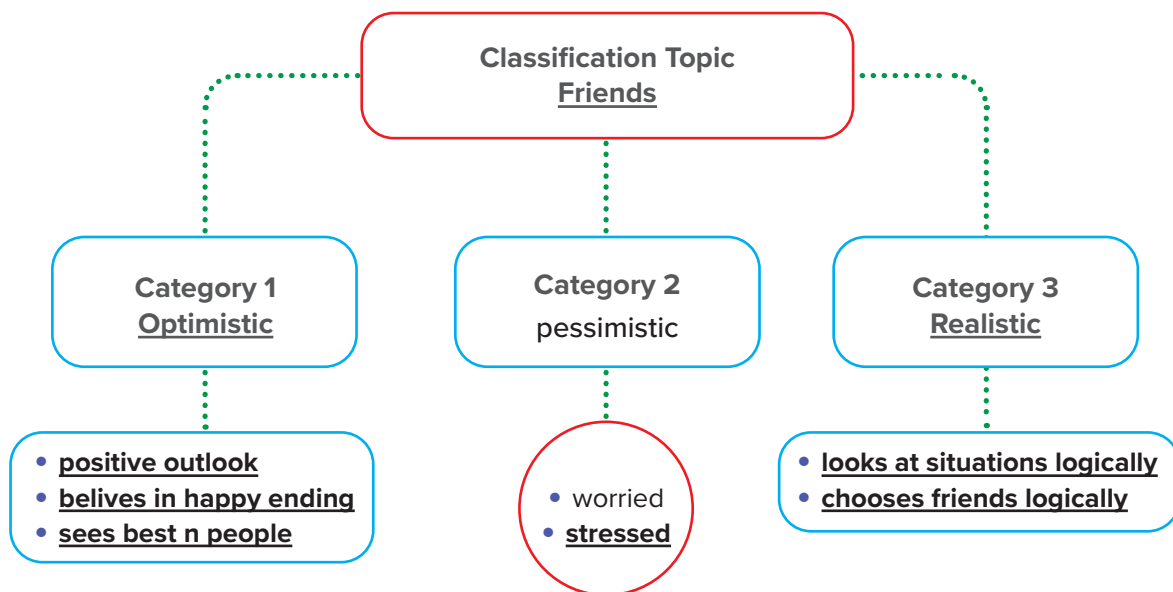 Classification Topic
Friends
Category 1
Optimistic
Category 2
pessimistic
Category 3
Realistic
• positive outlook
• belives in happy ending
• sees best n people
• worried
• stressed
• looks at situations logically
• chooses friends logically